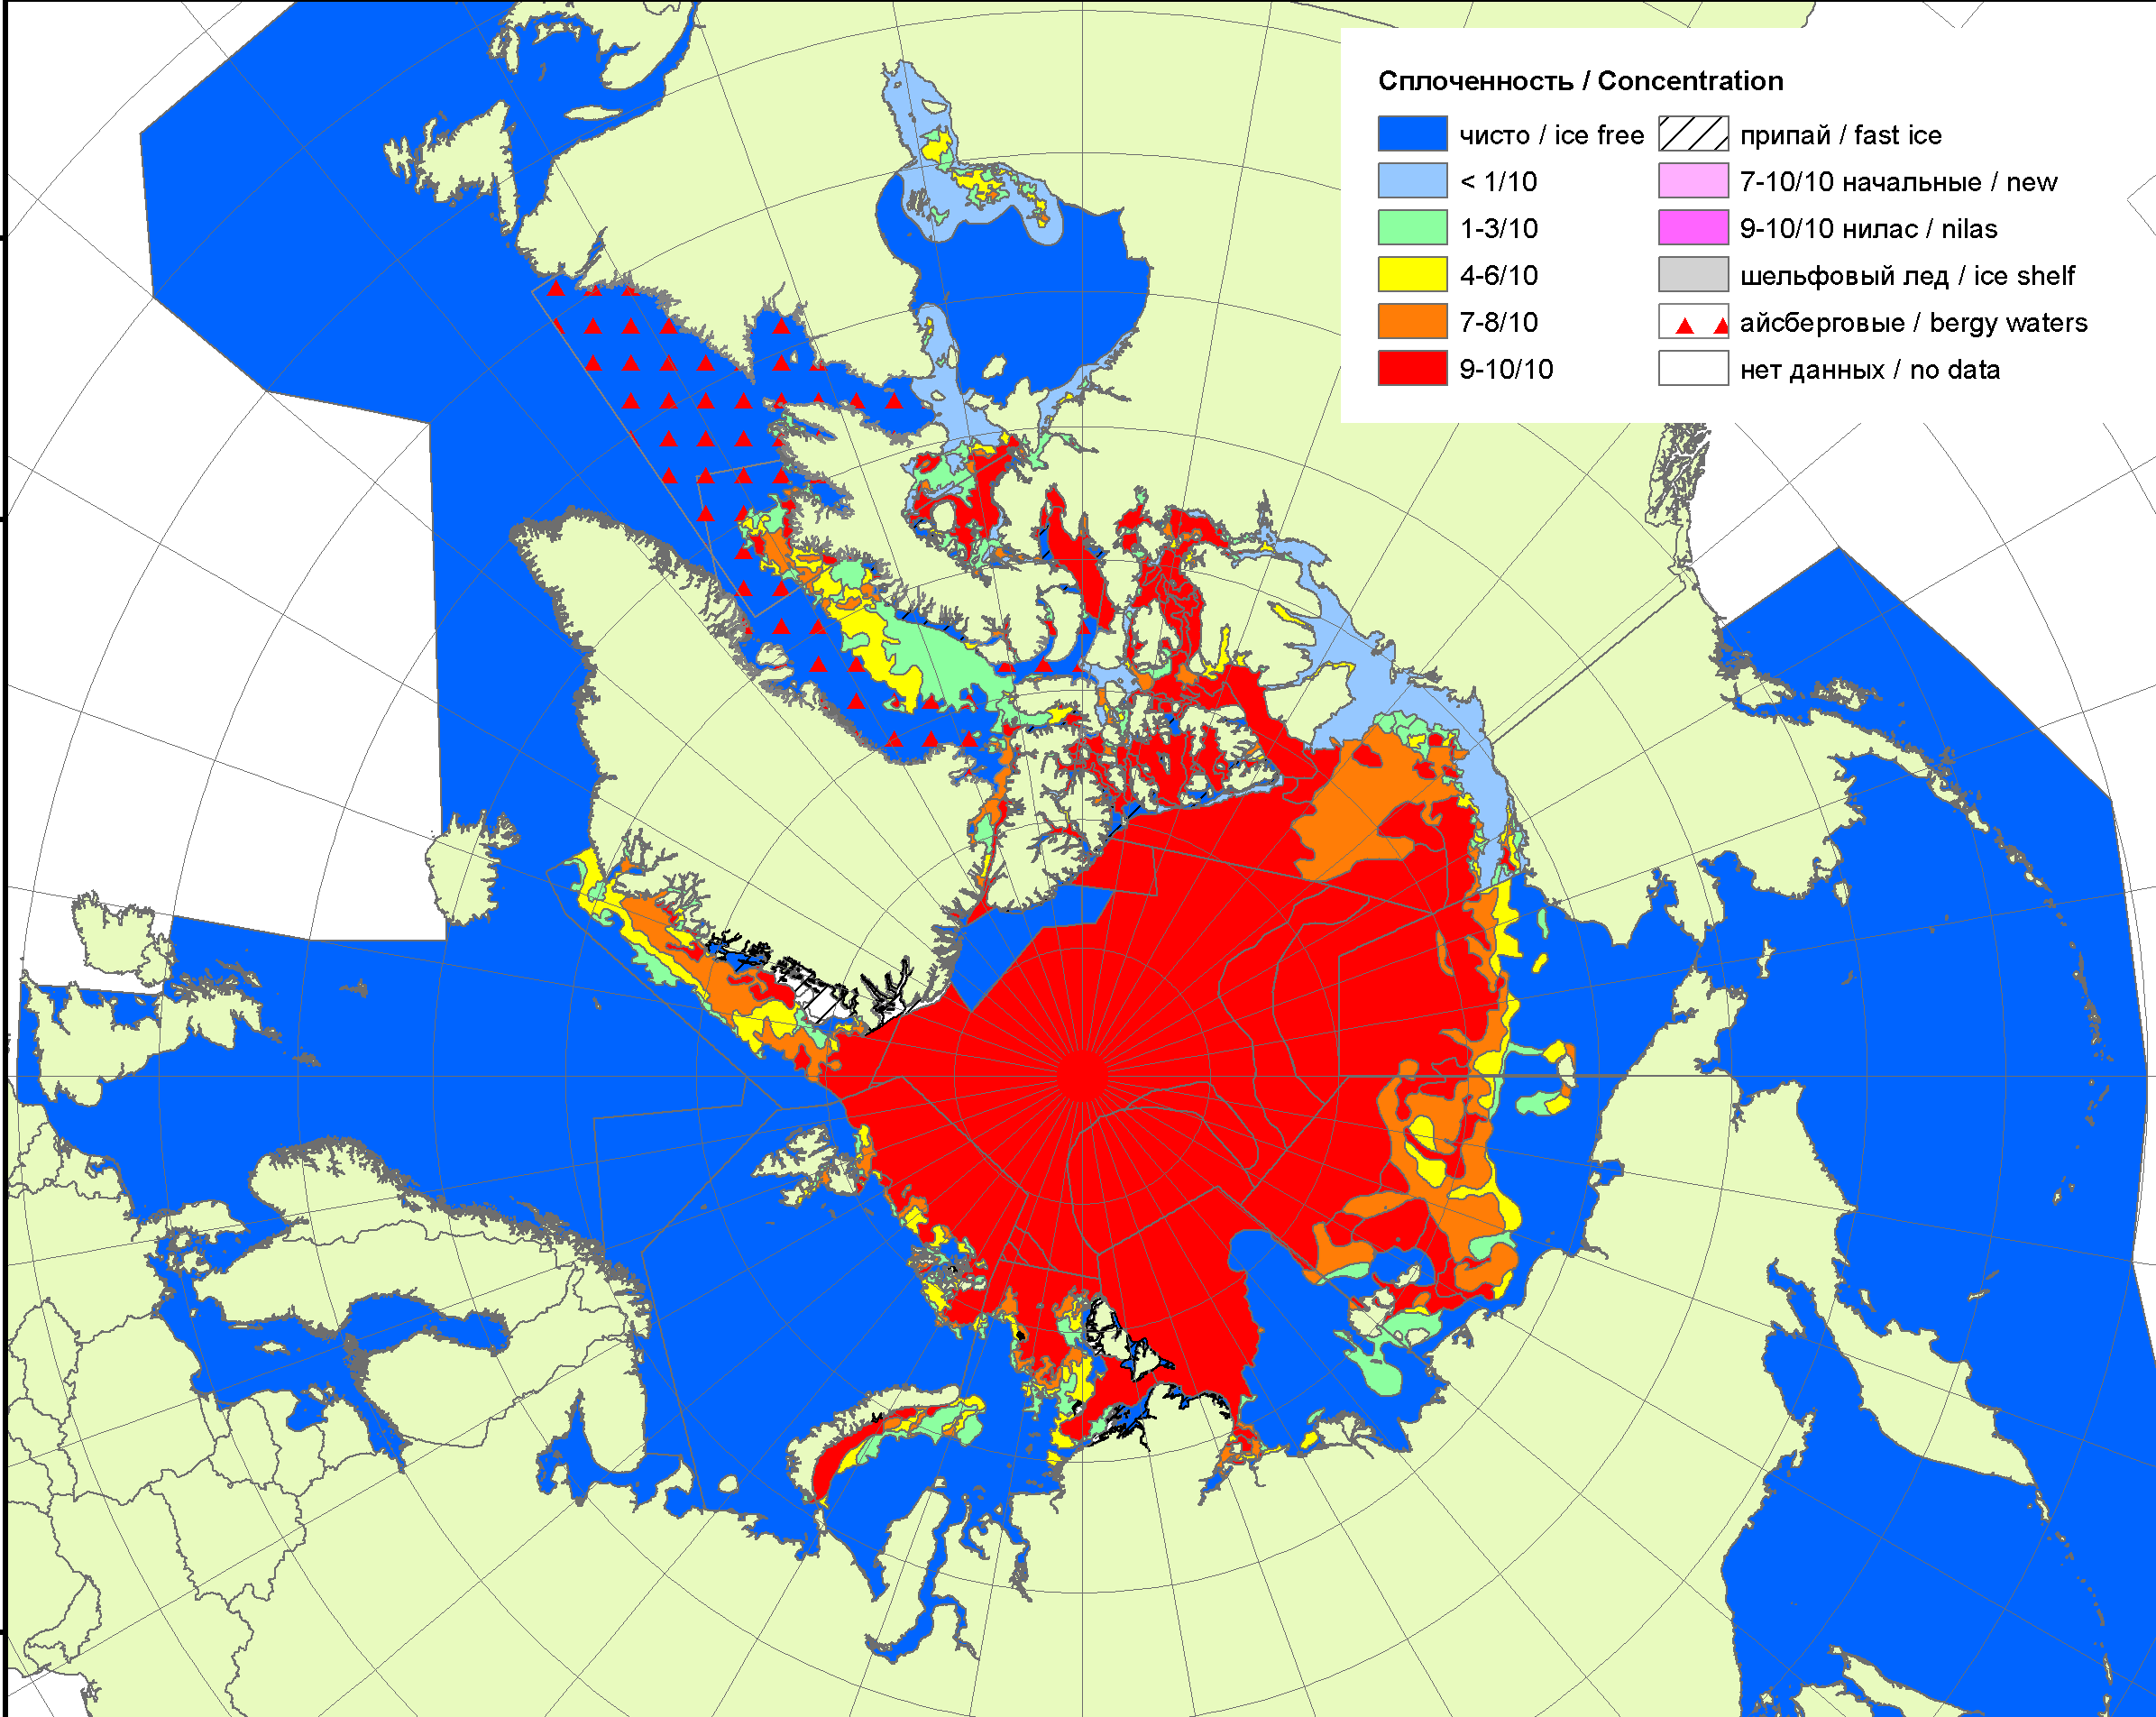 Сплоченность / Concentration
чисто / ice free
< 1/10
1-3/10
4-6/10
7-8/10
9-10/10
припай / fast ice
7-10/10 начальные / new
9-10/10 нилас / nilas
шельфовый лед / ice shelf
айсберговые / bergy waters
нет данных / no data